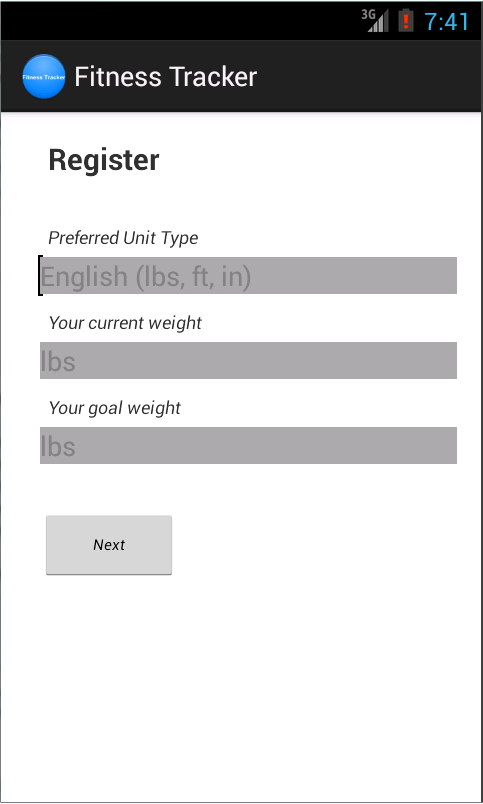 3G
7:41
Fitness Tracker
Fitness Tracker
Register
Preferred Unit Type
English (lbs, ft, in)
Your current weight
lbs
Your goal weight
lbs
Next